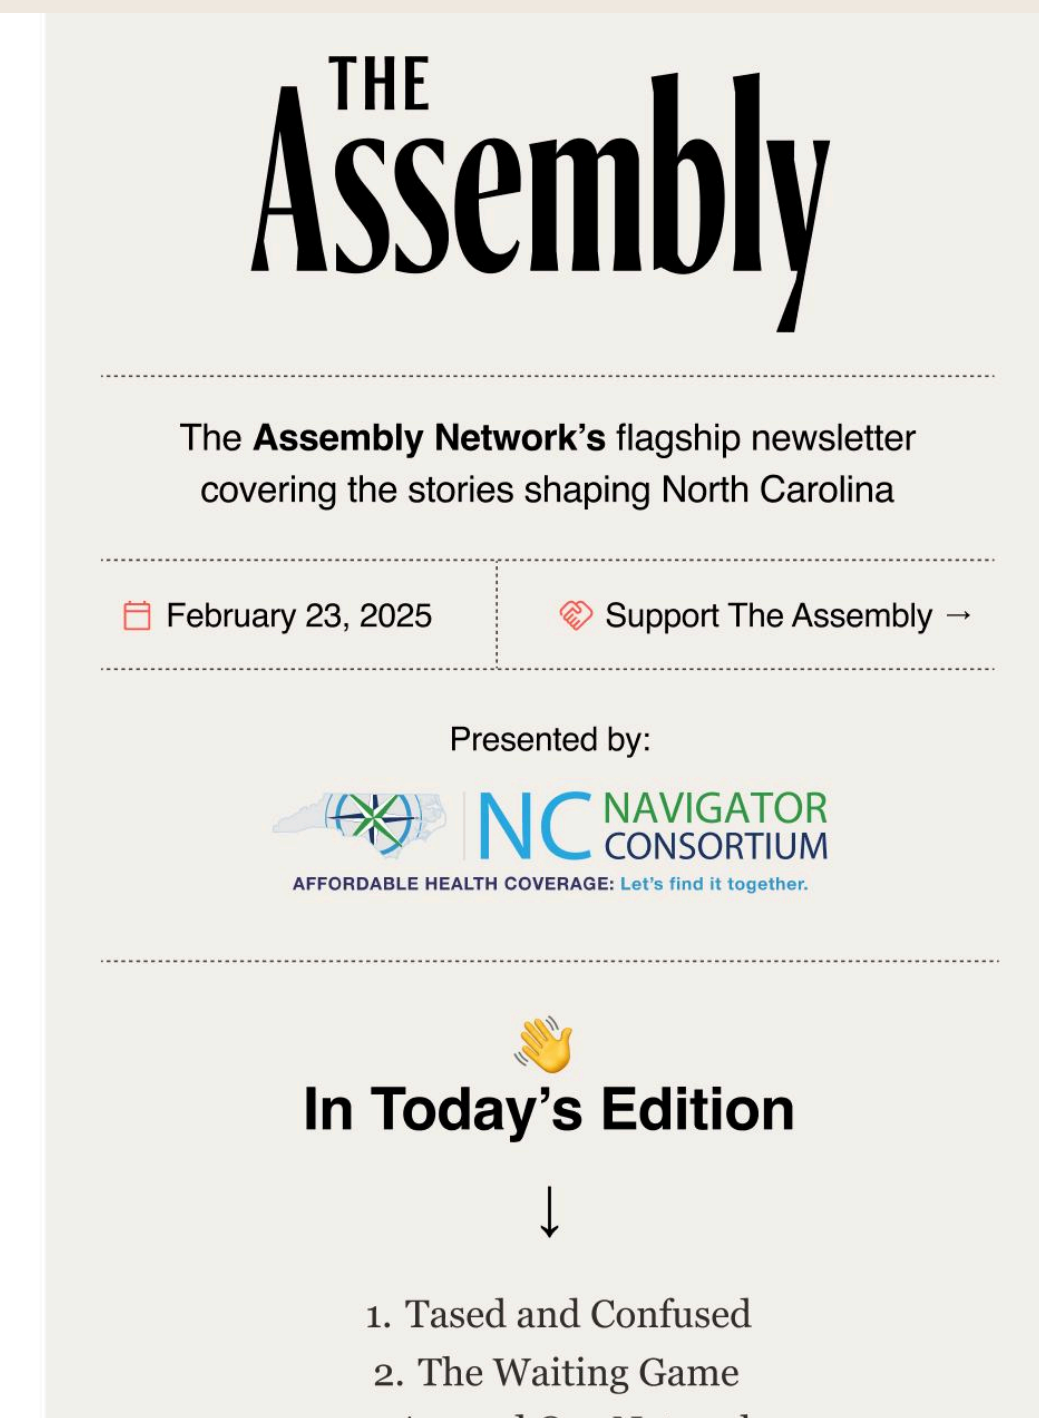 THE
Assembly
The Assembly Network’s flagship newsletter
covering the stories shaping North Carolina
February 23, 2025
Support The Assembly →
Presented by:
NC NAVIGATOR
CONSORTIUM
AFFORDABLE HEALTH COVERAGE: Let’s find it together.
In Today’s Edition
↓
1. Tased and Confused
2. The Waiting Game